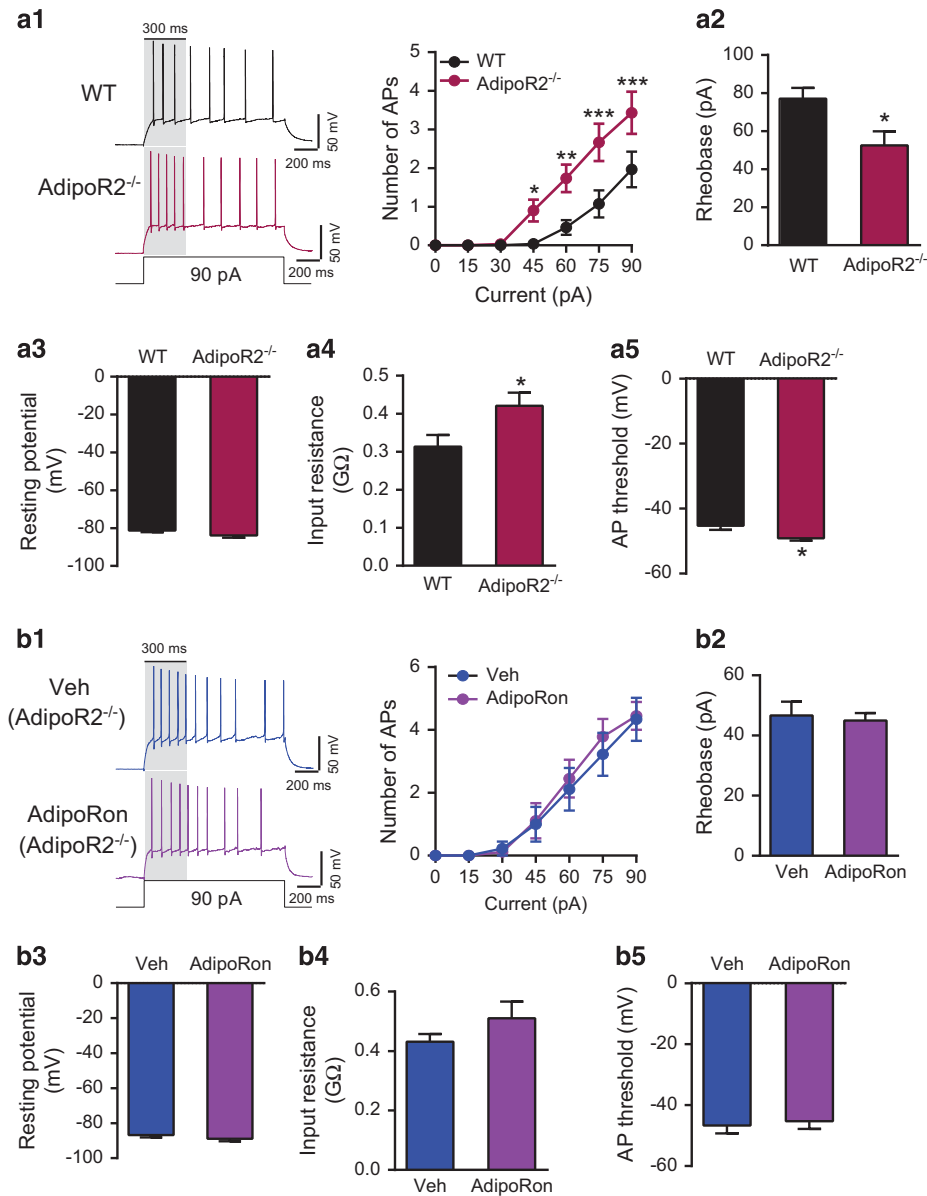 a1
300 ms
WT
50 mV
200 ms
AdipoR2-/-
50 mV
200 ms
90 pA
Number of APs
5
4
3
2
1
0
WT
AdipoR2-/-
*
**
***
***
0 15 30 45 60 75 90
Current (pA)
a2
Rheobase (pA)
100
80
60
40
20
0
*
WT AdipoR2-/-
a3
WT AdipoR2-/-
Resting potential
(mV)
0
-20
-40
-60
-80
-100
a4
Input resistance
(GΩ)
0.5
0.4
0.3
0.2
0.1
0.0
*
WT AdipoR2-/-
a5
WT AdipoR2-/-
AP threshold (mV)
0
-20
-40
-60
*
b1
300 ms
Veh
(AdipoR2-/-)
50 mV
200 ms
AdipoRon
(AdipoR2-/-)
50 mV
200 ms
90 pA
Number of APs
6
4
2
0
Veh
AdipoRon
0 15 30 45 60 75 90
Current (pA)
b2
Rheobase (pA)
60
40
20
0
Veh AdipoRon
b3
Veh AdipoRon
Resting potential
(mV)
0
-20
-40
-60
-80
-100
b4
Input resistance
(GΩ)
0.6
0.4
0.2
0.0
Veh AdipoRon
b5
Veh AdipoRon
AP threshold (mV)
0
-20
-40
-60